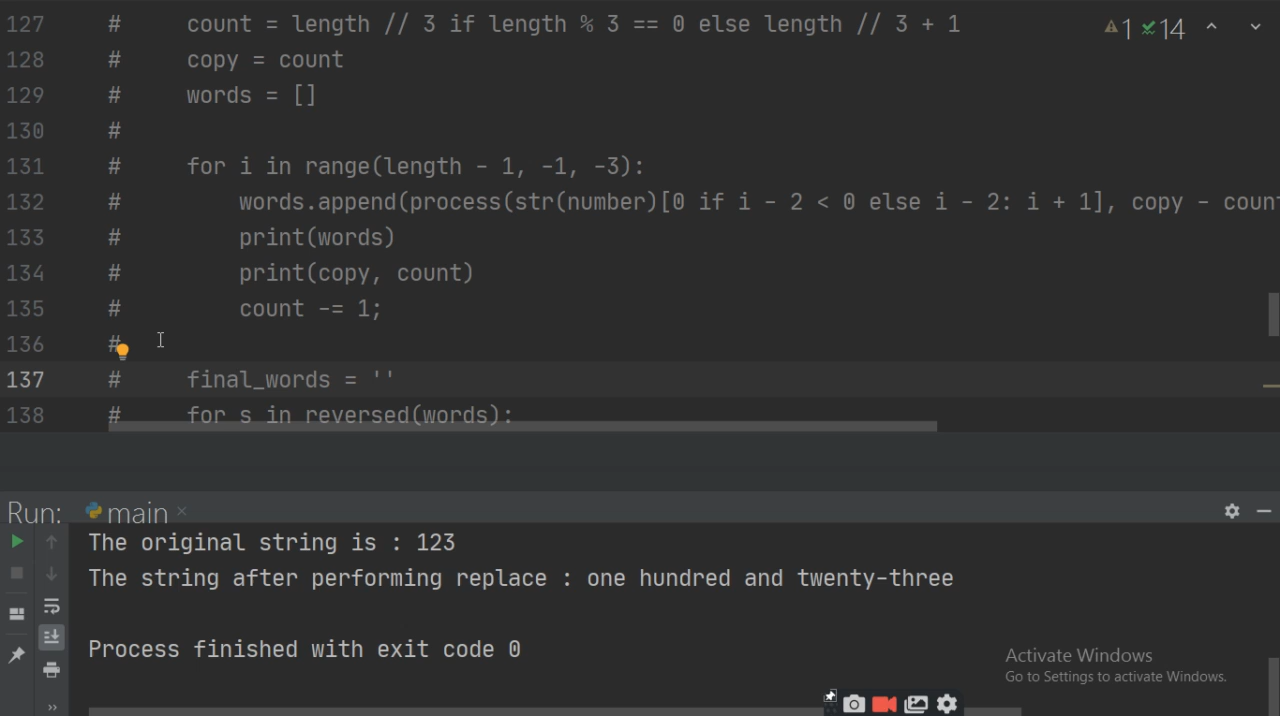 127 # count = length // 3 if length % 3 == 0 else length // 3 + 1
1 14
128 # copy = count
129 # words = []
130 #
131 # for i in range(length - 1, -1, -3):
132 # words.append(process(str(number)[0 if i - 2 < 0 else i - 2: i + 1], copy - coun
133 # print(words)
134 # print(copy, count)
135 # count -= 1;
136 #
137 # final_words = ''
138 # for s in reversed(words):
Run: main
The original string is : 123
The string after performing replace : one hundred and twenty-three
Process finished with exit code 0
Activate Windows
Go to Settings to activate Windows.